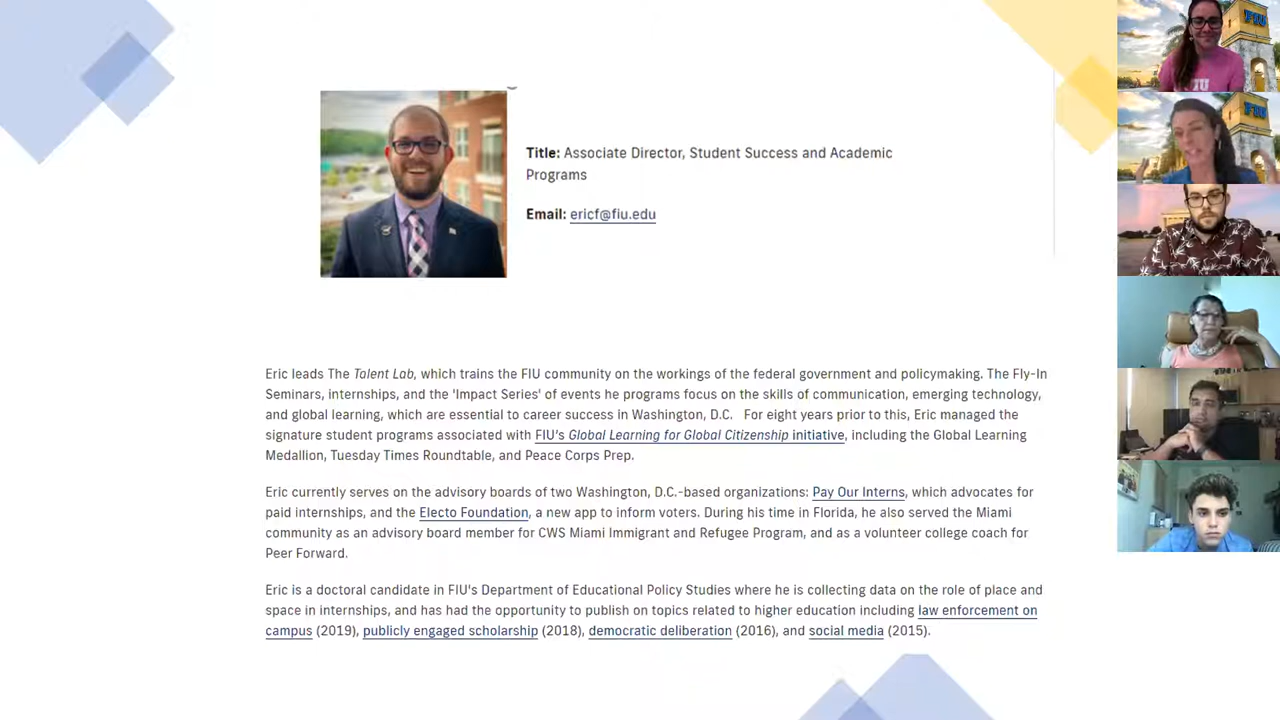 FIU
FIU
FIU
Title: Associate Director, Student Success and Academic
Programs
Email: ericf@fiu.edu
Eric leads The Talent Lab, which trains the FIU community on the workings of the federal government and policymaking. The Fly-In
Seminars, internships, and the 'Impact Series' of events he programs focus on the skills of communication, emerging technology,
and global learning, which are essential to career success in Washington, D.C. For eight years prior to this, Eric managed the
signature student programs associated with FIU's Global Learning for Global Citizenship initiative, including the Global Learning
Medallion, Tuesday Times Roundtable, and Peace Corps Prep.
Eric currently serves on the advisory boards of two Washington, D.C.-based organizations: Pay Our Interns, which advocates for
paid internships, and the Electo Foundation, a new app to inform voters. During his time in Florida, he also served the Miami
community as an advisory board member for CWS Miami Immigrant and Refugee Program, and as a volunteer college coach for
Peer Forward.
Eric is a doctoral candidate in FIU's Department of Educational Policy Studies where he is collecting data on the role of place and
space in internships, and has had the opportunity to publish on topics related to higher education including law enforcement on
campus (2019), publicly engaged scholarship (2018), democratic deliberation (2016), and social media (2015).